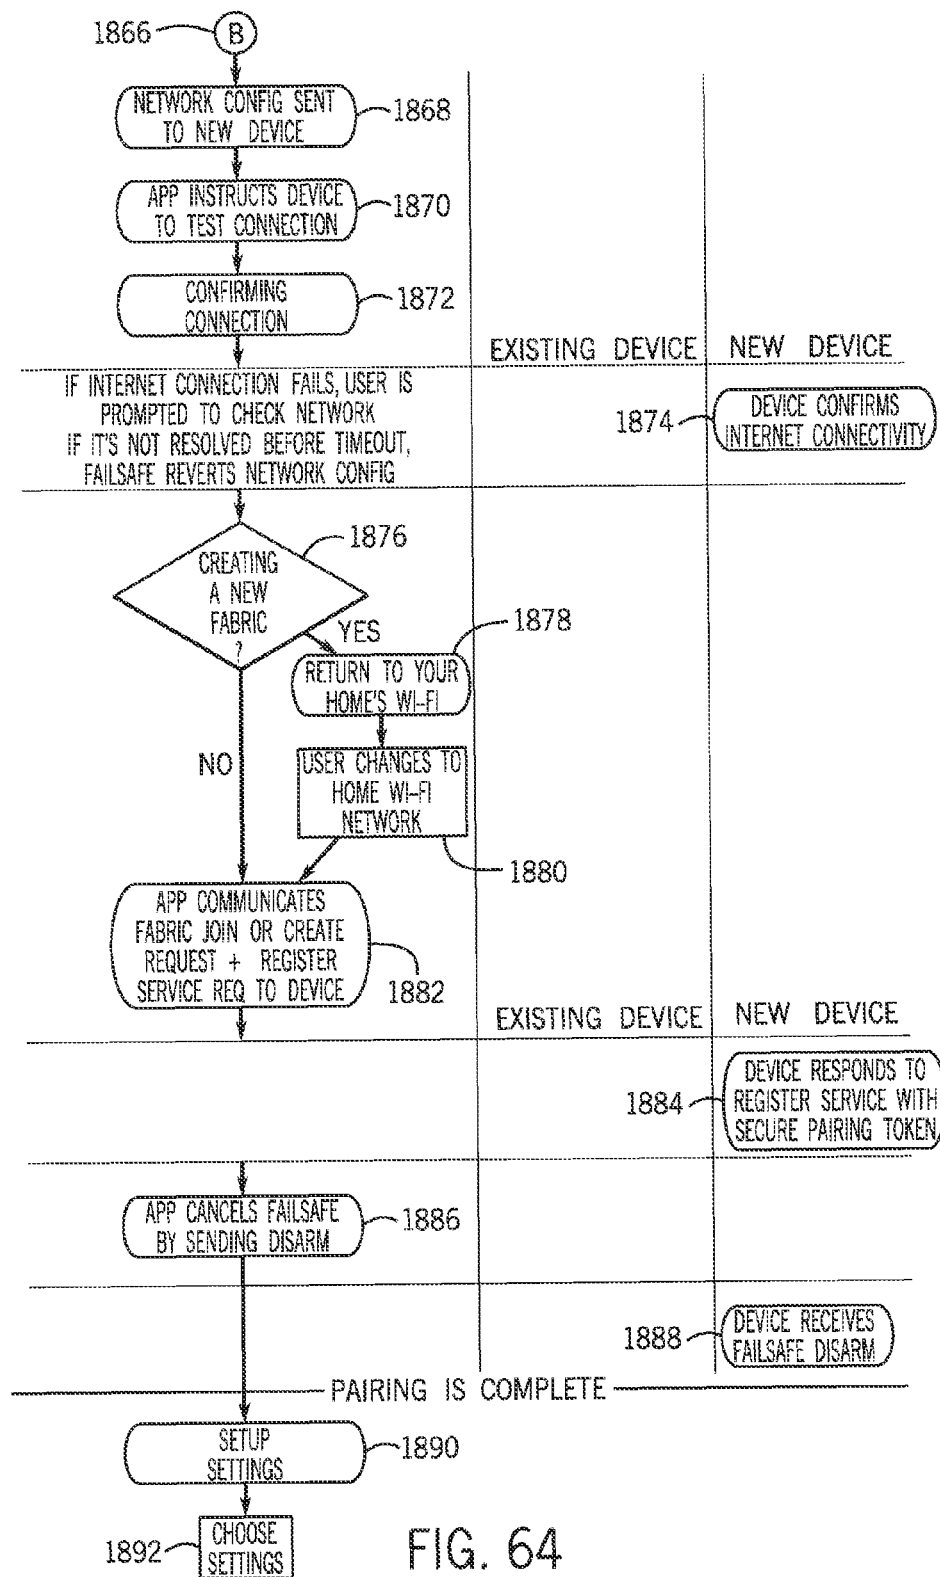 1866
B
NETWORK CONFIG SENT
TO NEW DEVICE
1868
APP INSTRUCTS DEVICE
TO TEST CONNECTION
1870
CONFIRMING
CONNECTION
1872
EXISTING DEVICE
NEW DEVICE
IF INTERNET CONNECTION FAILS, USER IS
PROMPTED TO CHECK NETWORK
IF IT'S NOT RESOLVED BEFORE TIMEOUT,
FAILSAFE REVERTS NETWORK CONFIG
1874
DEVICE CONFIRMS
INTERNET CONNECTIVITY
1876
CREATING
A NEW
FABRIC
?
YES
1878
RETURN TO YOUR
HOME'S WI-FI
NO
USER CHANGES TO
HOME WI-FI
NETWORK
1880
APP COMMUNICATES
FABRIC JOIN OR CREATE
REQUEST + REGISTER
SERVICE REQ TO DEVICE
1882
EXISTING DEVICE
NEW DEVICE
1884
DEVICE RESPONDS TO
REGISTER SERVICE WITH
SECURE PAIRING TOKEN
APP CANCELS FAILSAFE
BY SENDING DISARM
1886
1888
DEVICE RECEIVES
FAILSAFE DISARM
PAIRING IS COMPLETE
SETUP
SETTINGS
1890
1892
CHOOSE
SETTINGS
FIG. 64